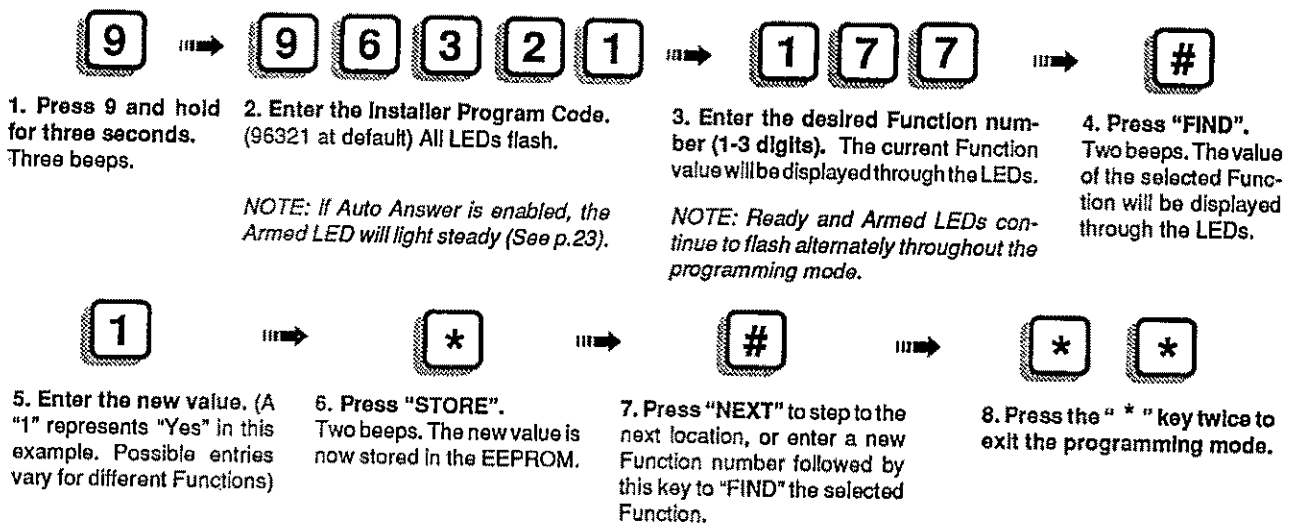 9
9 6 3 2 1
1 7 7
#
1. Press 9 and hold
for three seconds.
Three beeps.
2. Enter the Installer Program Code.
(96321 at default) All LEDs flash.
NOTE: If Auto Answer is enabled, the
Armed LED will light steady (See p.23).
3. Enter the desired Function num-
ber (1-3 digits). The current Function
value will be displayed through the LEDs.
NOTE: Ready and Armed LEDs con-
tinue to flash alternately throughout the
programming mode.
4. Press "FIND".
Two beeps. The value
of the selected Func-
tion will be displayed
through the LEDs.
1
*
#
* *
5. Enter the new value. (A
"1" represents "Yes" in this
example. Possible entries
vary for different Functions)
6. Press "STORE".
Two beeps. The new value is
now stored in the EEPROM.
7. Press "NEXT" to step to the
next location, or enter a new
Function number followed by
this key to "FIND" the selected
Function.
8. Press the " * " key twice to
exit the programming mode.